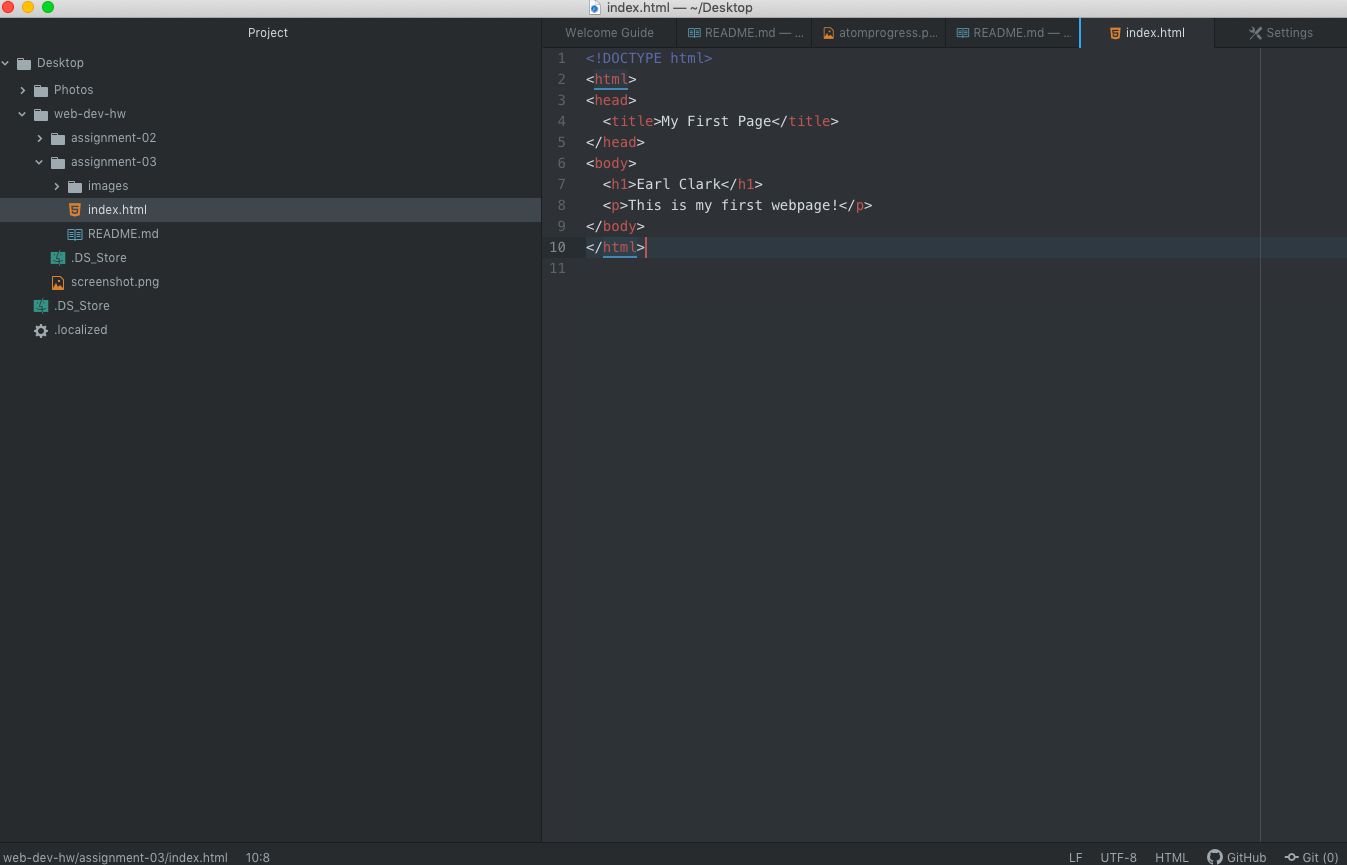 index.html — ~/Desktop
Project
Desktop
Photos
web-dev-hw
assignment-02
assignment-03
images
index.html
README.md
.DS_Store
screenshot.png
.DS_Store
.localized
Welcome Guide
README.md — ...
atomprogress.p...
README.md — ...
index.html
Settings
1 <!DOCTYPE html>
2 <html>
3 <head>
4 <title>My First Page</title>
5 </head>
6 <body>
7 <h1>Earl Clark</h1>
8 <p>This is my first webpage!</p>
9 </body>
10 </html>
11
web-dev-hw/assignment-03/index.html 10:8
LF UTF-8 HTML GitHub Git (0)